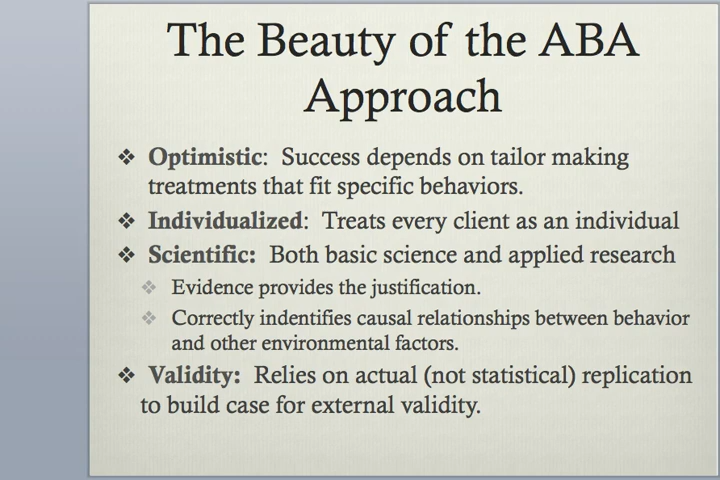 The Beauty of the ABA
Approach
❖ Optimistic: Success depends on tailor making
treatments that fit specific behaviors.
❖ Individualized: Treats every client as an individual
❖ Scientific: Both basic science and applied research
❖ Evidence provides the justification.
❖ Correctly indentifies causal relationships between behavior
and other environmental factors.
❖ Validity: Relies on actual (not statistical) replication
to build case for external validity.